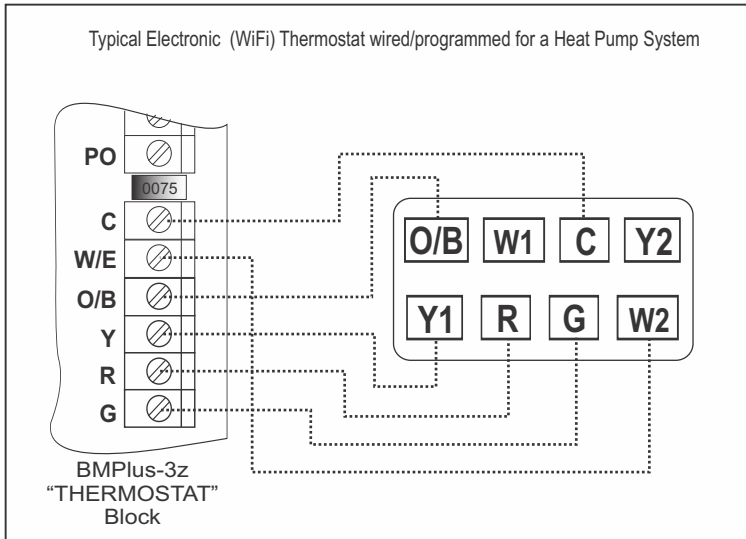 Typical Electronic (WiFi) Thermostat wired/programmed for a Heat Pump System
PO
0075
C
W/E
O/B
Y
R
G
BMPlus-3z
“THERMOSTAT”
Block
O/B W1 C Y2
Y1 R G W2